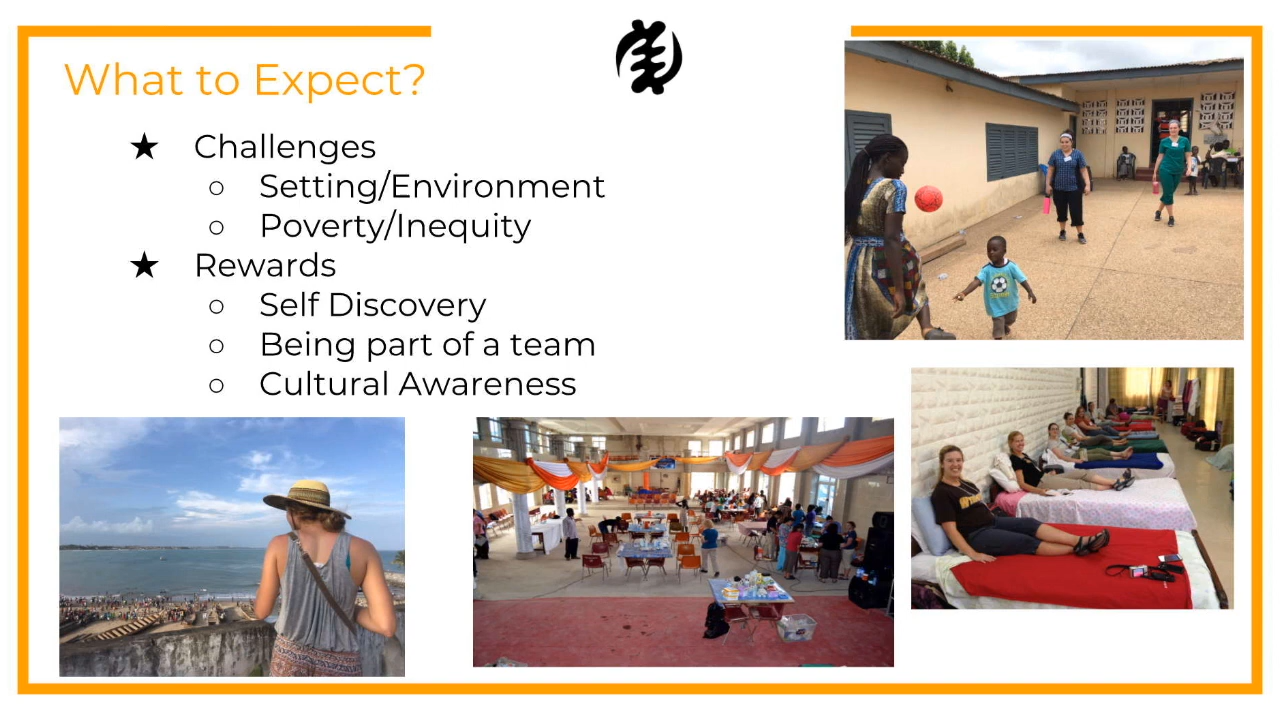 What to Expect?
★ Challenges
○ Setting/Environment
○ Poverty/Inequity
★ Rewards
○ Self Discovery
○ Being part of a team
○ Cultural Awareness